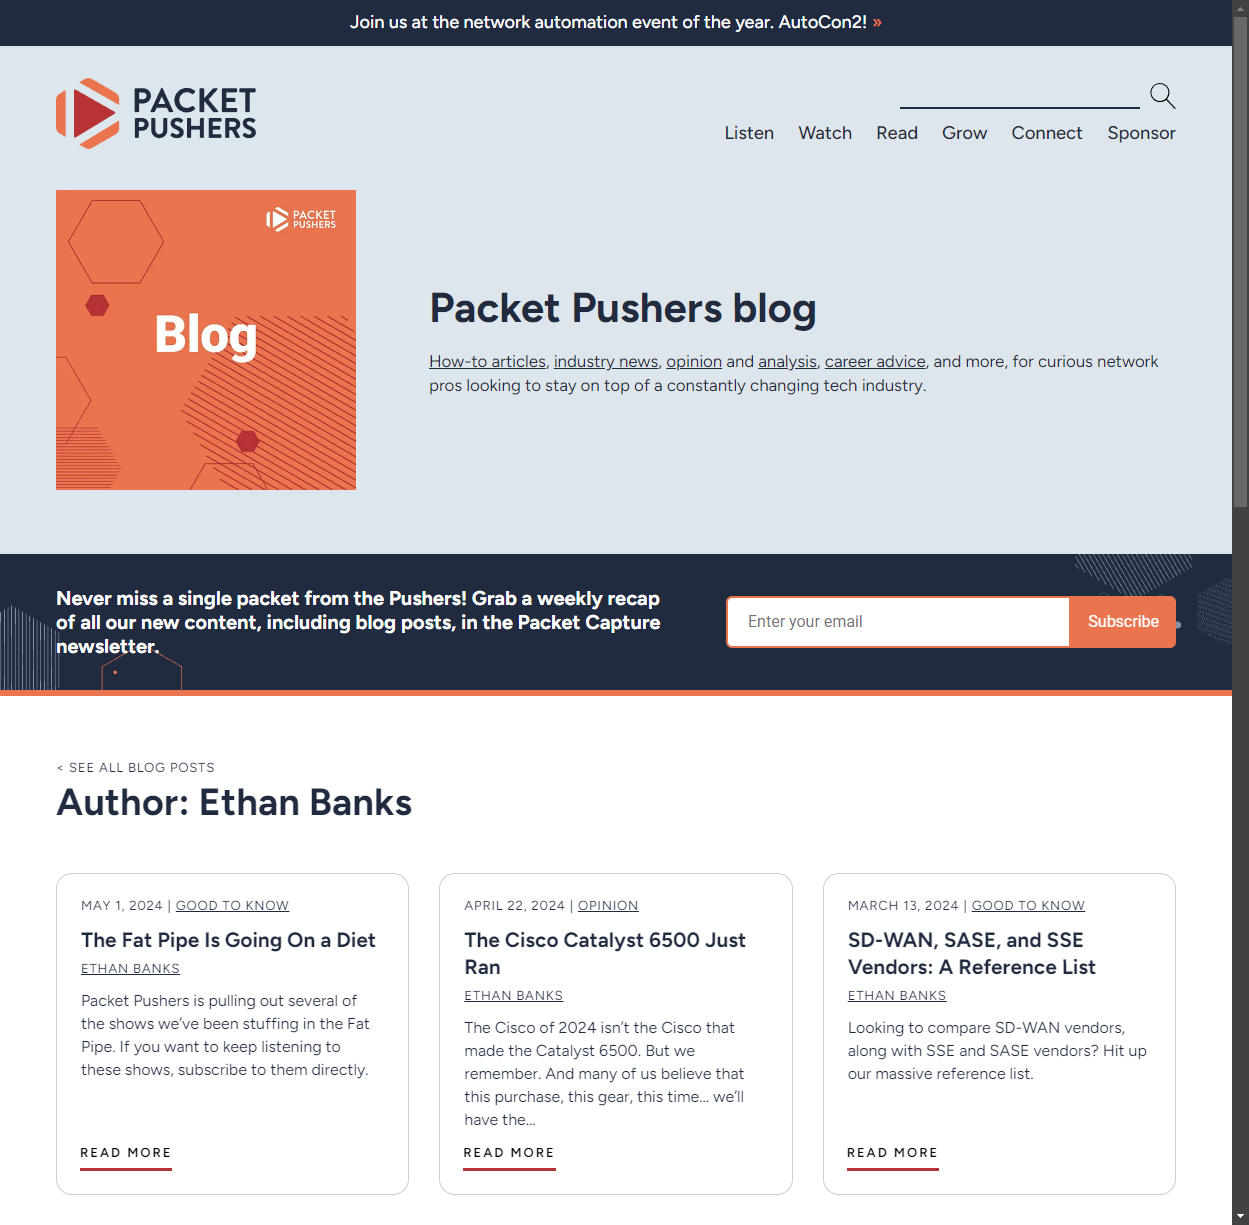 Join us at the network automation event of the year. AutoCon2! »
PACKET
PUSHERS
Listen Watch Read Grow Connect Sponsor
PACKET
PUSHERS
Blog
Packet Pushers blog
How-to articles, industry news, opinion and analysis, career advice, and more, for curious network
pros looking to stay on top of a constantly changing tech industry.
Never miss a single packet from the Pushers! Grab a weekly recap
of all our new content, including blog posts, in the Packet Capture
newsletter.
Enter your email
Subscribe
< SEE ALL BLOG POSTS
Author: Ethan Banks
MAY 1, 2024 | GOOD TO KNOW
The Fat Pipe Is Going On a Diet
ETHAN BANKS
Packet Pushers is pulling out several of
the shows we’ve been stuffing in the Fat
Pipe. If you want to keep listening to
these shows, subscribe to them directly.
READ MORE
APRIL 22, 2024 | OPINION
The Cisco Catalyst 6500 Just
Ran
ETHAN BANKS
The Cisco of 2024 isn’t the Cisco that
made the Catalyst 6500. But we
remember. And many of us believe that
this purchase, this gear, this time… we’ll
have the...
READ MORE
MARCH 13, 2024 | GOOD TO KNOW
SD-WAN, SASE, and SSE
Vendors: A Reference List
ETHAN BANKS
Looking to compare SD-WAN vendors,
along with SSE and SASE vendors? Hit up
our massive reference list.
READ MORE